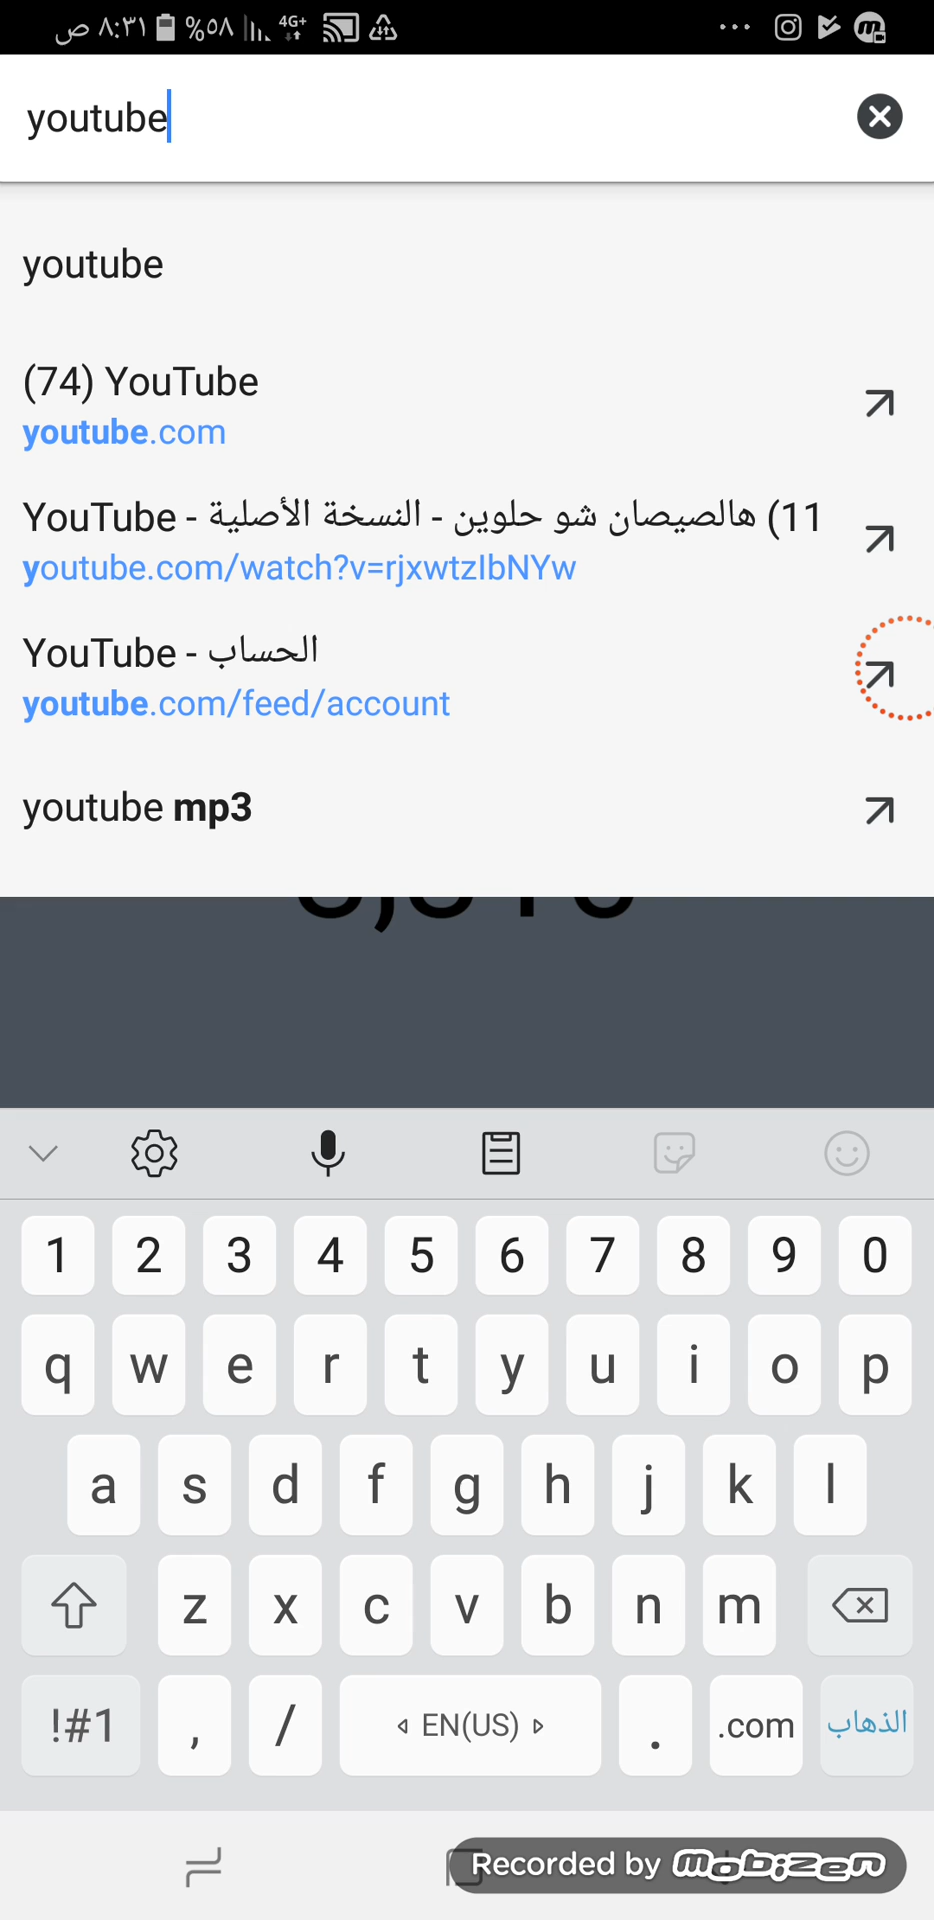 ٨:٣١ ص ٥٨% 4G+
youtube
youtube
(74) YouTube
youtube.com
YouTube - هالصيصان شو حلوين - النسخة الأصلية (11
youtube.com/watch?v=rjxwtzIbNYw
YouTube - الحساب
youtube.com/feed/account
youtube mp3
1 2 3 4 5 6 7 8 9 0
q w e r t y u i o p
a s d f g h j k l
z x c v b n m
!#1 , / EN(US) . .com الذهاب
Recorded by mobizen